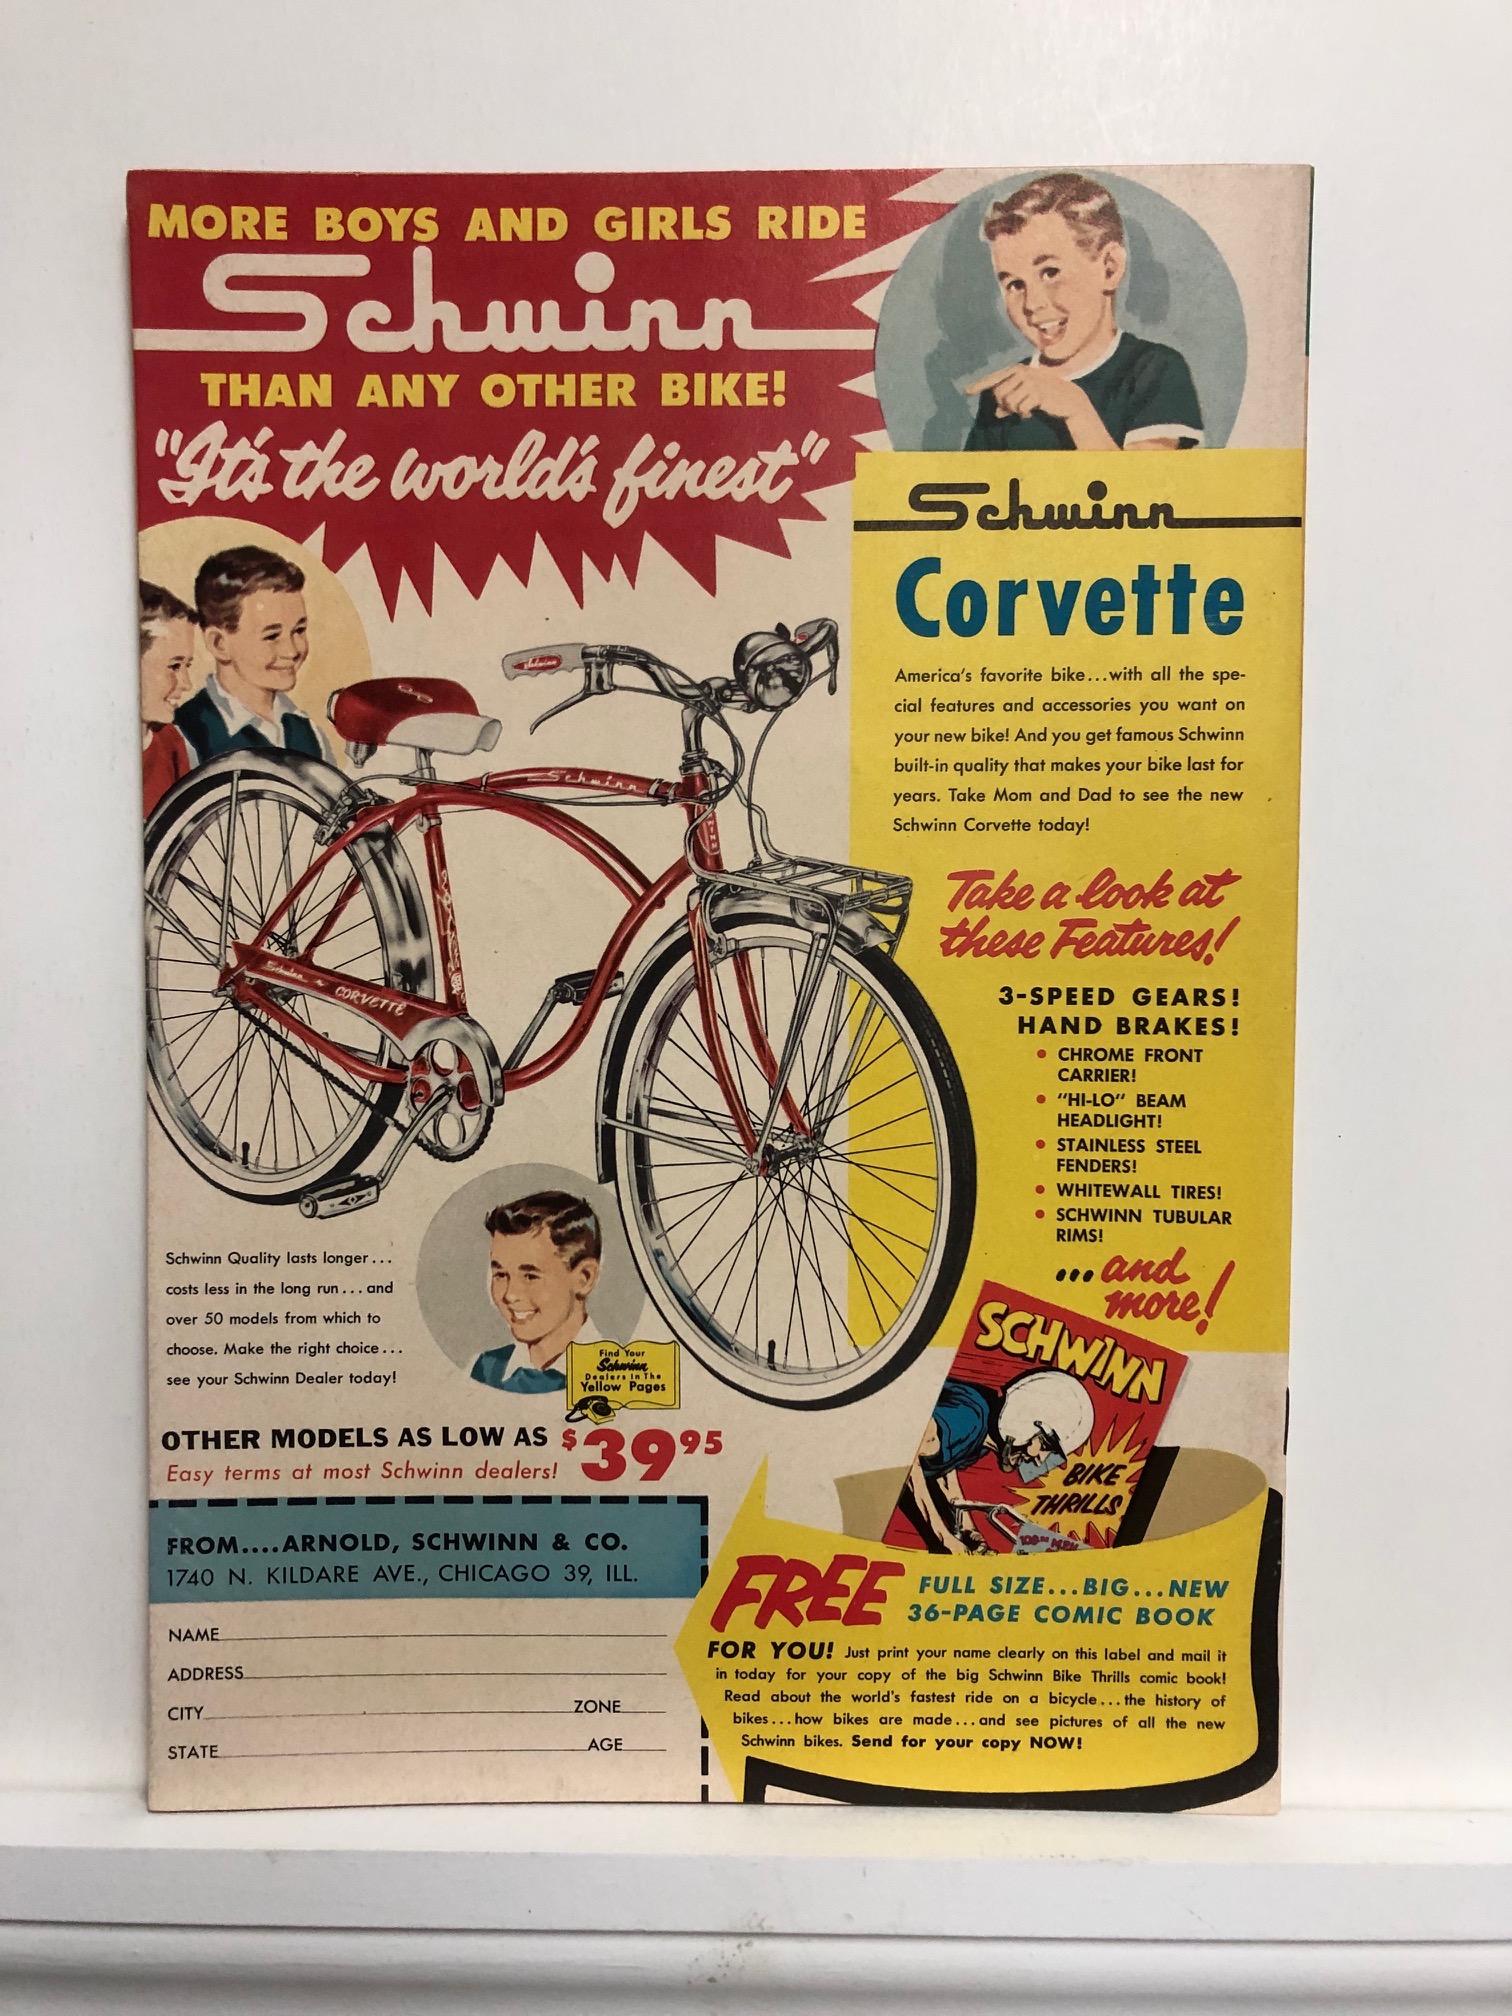 MORE BOYS AND GIRLS RIDE
Schwinn
THAN ANY OTHER BIKE!
"It's the world's finest"
Schwinn
Corvette
America's favorite bike...with all the spe-
cial features and accessories you want on
your new bike! And you get famous Schwinn
built-in quality that makes your bike last for
years. Take Mom and Dad to see the new
Schwinn Corvette today!
Take a look at
these Features!
3-SPEED GEARS!
HAND BRAKES!
• CHROME FRONT
CARRIER!
• "HI-LO" BEAM
HEADLIGHT!
• STAINLESS STEEL
FENDERS!
• WHITEWALL TIRES!
• SCHWINN TUBULAR
RIMS!
...and
more!
Schwinn
Schwinn
SCHWINN
Schwinn CORVETTE
Schwinn Quality lasts longer...
costs less in the long run...and
over 50 models from which to
choose. Make the right choice...
see your Schwinn Dealer today!
Find Your
Schwinn
Dealers In The
Yellow Pages
OTHER MODELS AS LOW AS $39.95
Easy terms at most Schwinn dealers!
SCHWINN
BIKE
THRILLS
FROM....ARNOLD, SCHWINN & CO.
1740 N. KILDARE AVE., CHICAGO 39, ILL.
NAME
ADDRESS
CITY ZONE
STATE AGE
FREE FULL SIZE...BIG...NEW
36-PAGE COMIC BOOK
FOR YOU! Just print your name clearly on this label and mail it
in today for your copy of the big Schwinn Bike Thrills comic book!
Read about the world's fastest ride on a bicycle...the history of
bikes...how bikes are made...and see pictures of all the new
Schwinn bikes. Send for your copy NOW!